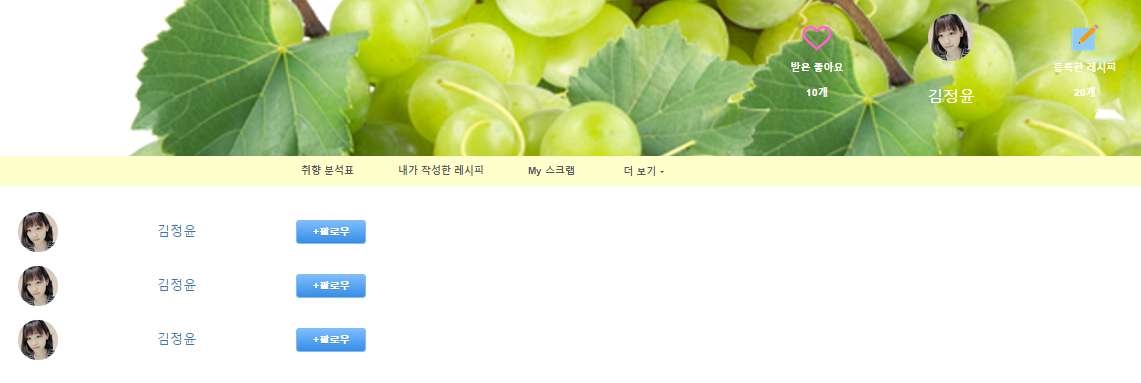 받은 좋아요
10개
김정윤
등록한 레시피
20개
취향 분석표 내가 작성한 레시피 My 스크랩 더 보기
김정윤 +팔로우
김정윤 +팔로우
김정윤 +팔로우